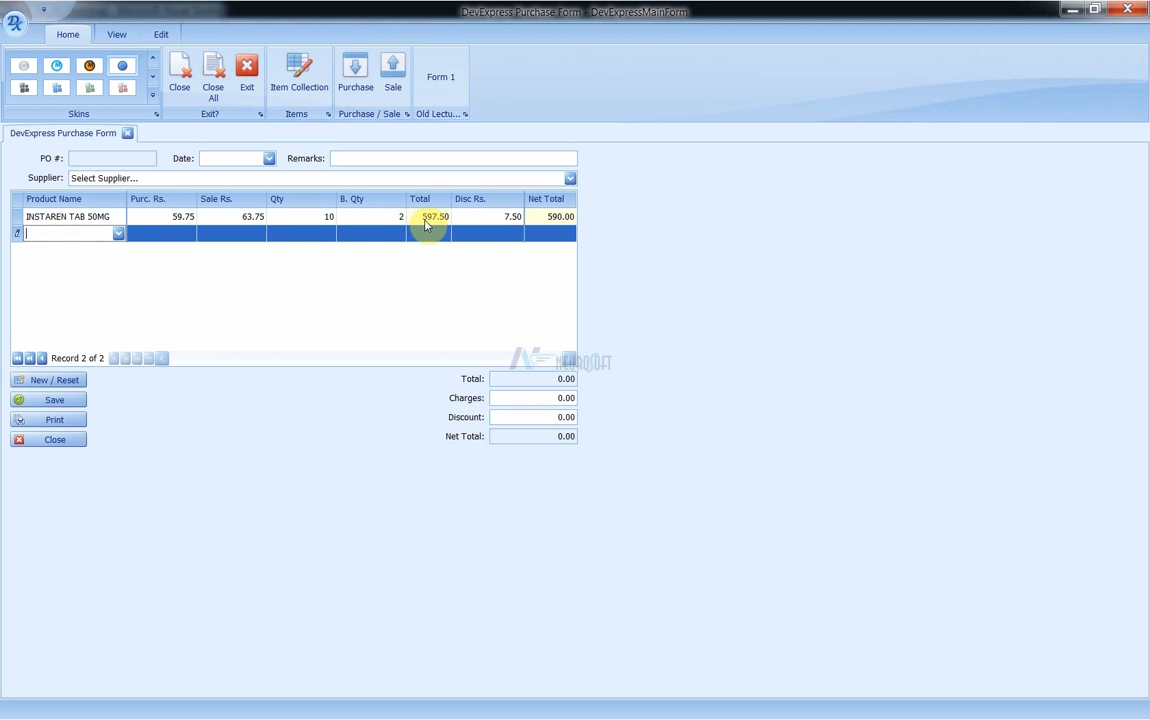 DevExpress Purchase Form - DevExpressMainForm
Home View Edit
Close Close All Exit Item Collection Purchase Sale Form 1
Skins Exit? Items Purchase / Sale Old Lectu...
DevExpress Purchase Form
PO #: Date: Remarks:
Supplier: Select Supplier...
Product Name Purc. Rs. Sale Rs. Qty B. Qty Total Disc Rs. Net Total
INSTAREN TAB 50MG 59.75 63.75 10 2 597.50 7.50 590.00
Record 2 of 2
NEUROSOFT
New / Reset Total: 0.00
Save Charges: 0.00
Print Discount: 0.00
Close Net Total: 0.00